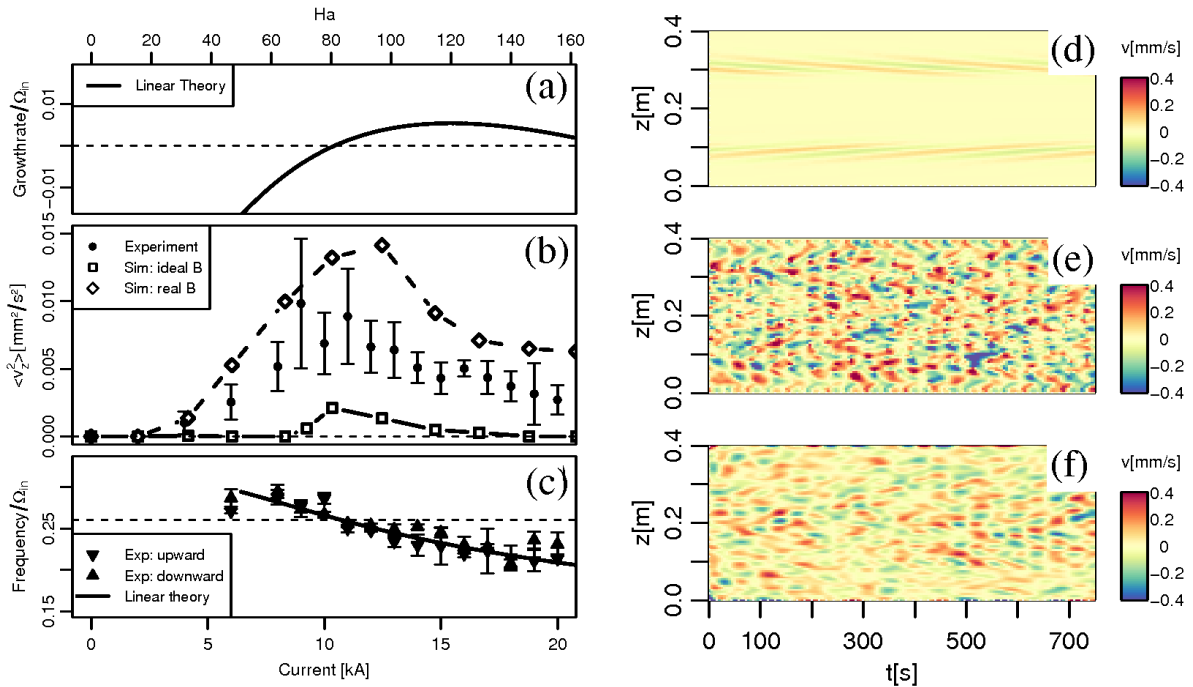 Ha
0 20 40 60 80 100 120 140 160
Growthrate/Ω_in
0.01
−0.01
Linear Theory
(a)
<v_z^2> [mm²/s²]
0.015
0.010
0.005
0.000
Experiment
Sim: ideal B
Sim: real B
(b)
Frequency/Ω_in
0.25
0.15
Exp: upward
Exp: downward
Linear theory
(c)
0 5 10 15 20
Current [kA]
z[m]
0.4
0.2
0.0
(d)
v[mm/s]
0.4
0.2
0
−0.2
−0.4
z[m]
0.4
0.2
0.0
(e)
v[mm/s]
0.4
0.2
0
−0.2
−0.4
z[m]
0.4
0.2
0.0
(f)
v[mm/s]
0.4
0.2
0
−0.2
−0.4
0 100 300 500 700
t[s]